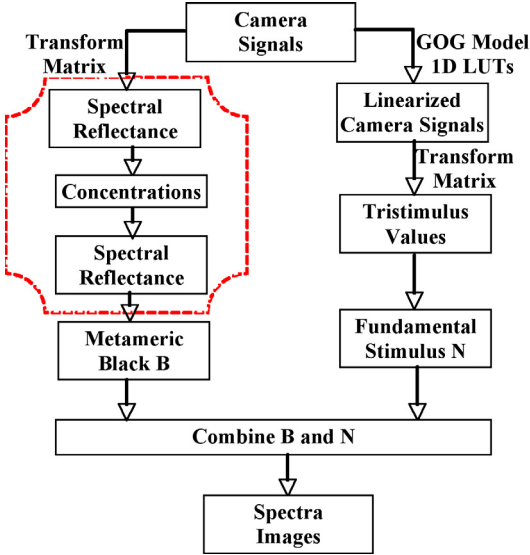 Camera
Signals
Transform
Matrix
GOG Model
1D LUTs
Spectral
Reflectance
Linearized
Camera Signals
Transform
Matrix
Concentrations
Tristimulus
Values
Spectral
Reflectance
Metameric
Black B
Fundamental
Stimulus N
Combine B and N
Spectra
Images